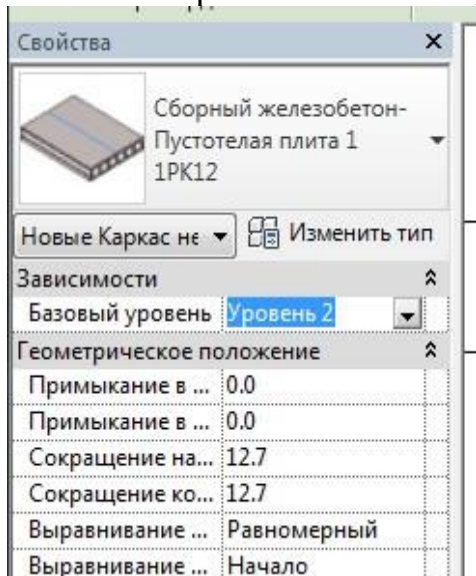 Свойства
Сборный железобетон-
Пустотелая плита 1
1РК12
Новые Каркас не
Изменить тип
Зависимости
Базовый уровень Уровень 2
Геометрическое положение
Примыкание в ... 0.0
Примыкание в ... 0.0
Сокращение на... 12.7
Сокращение ко... 12.7
Выравнивание ... Равномерный
Выравнивание ... Начало